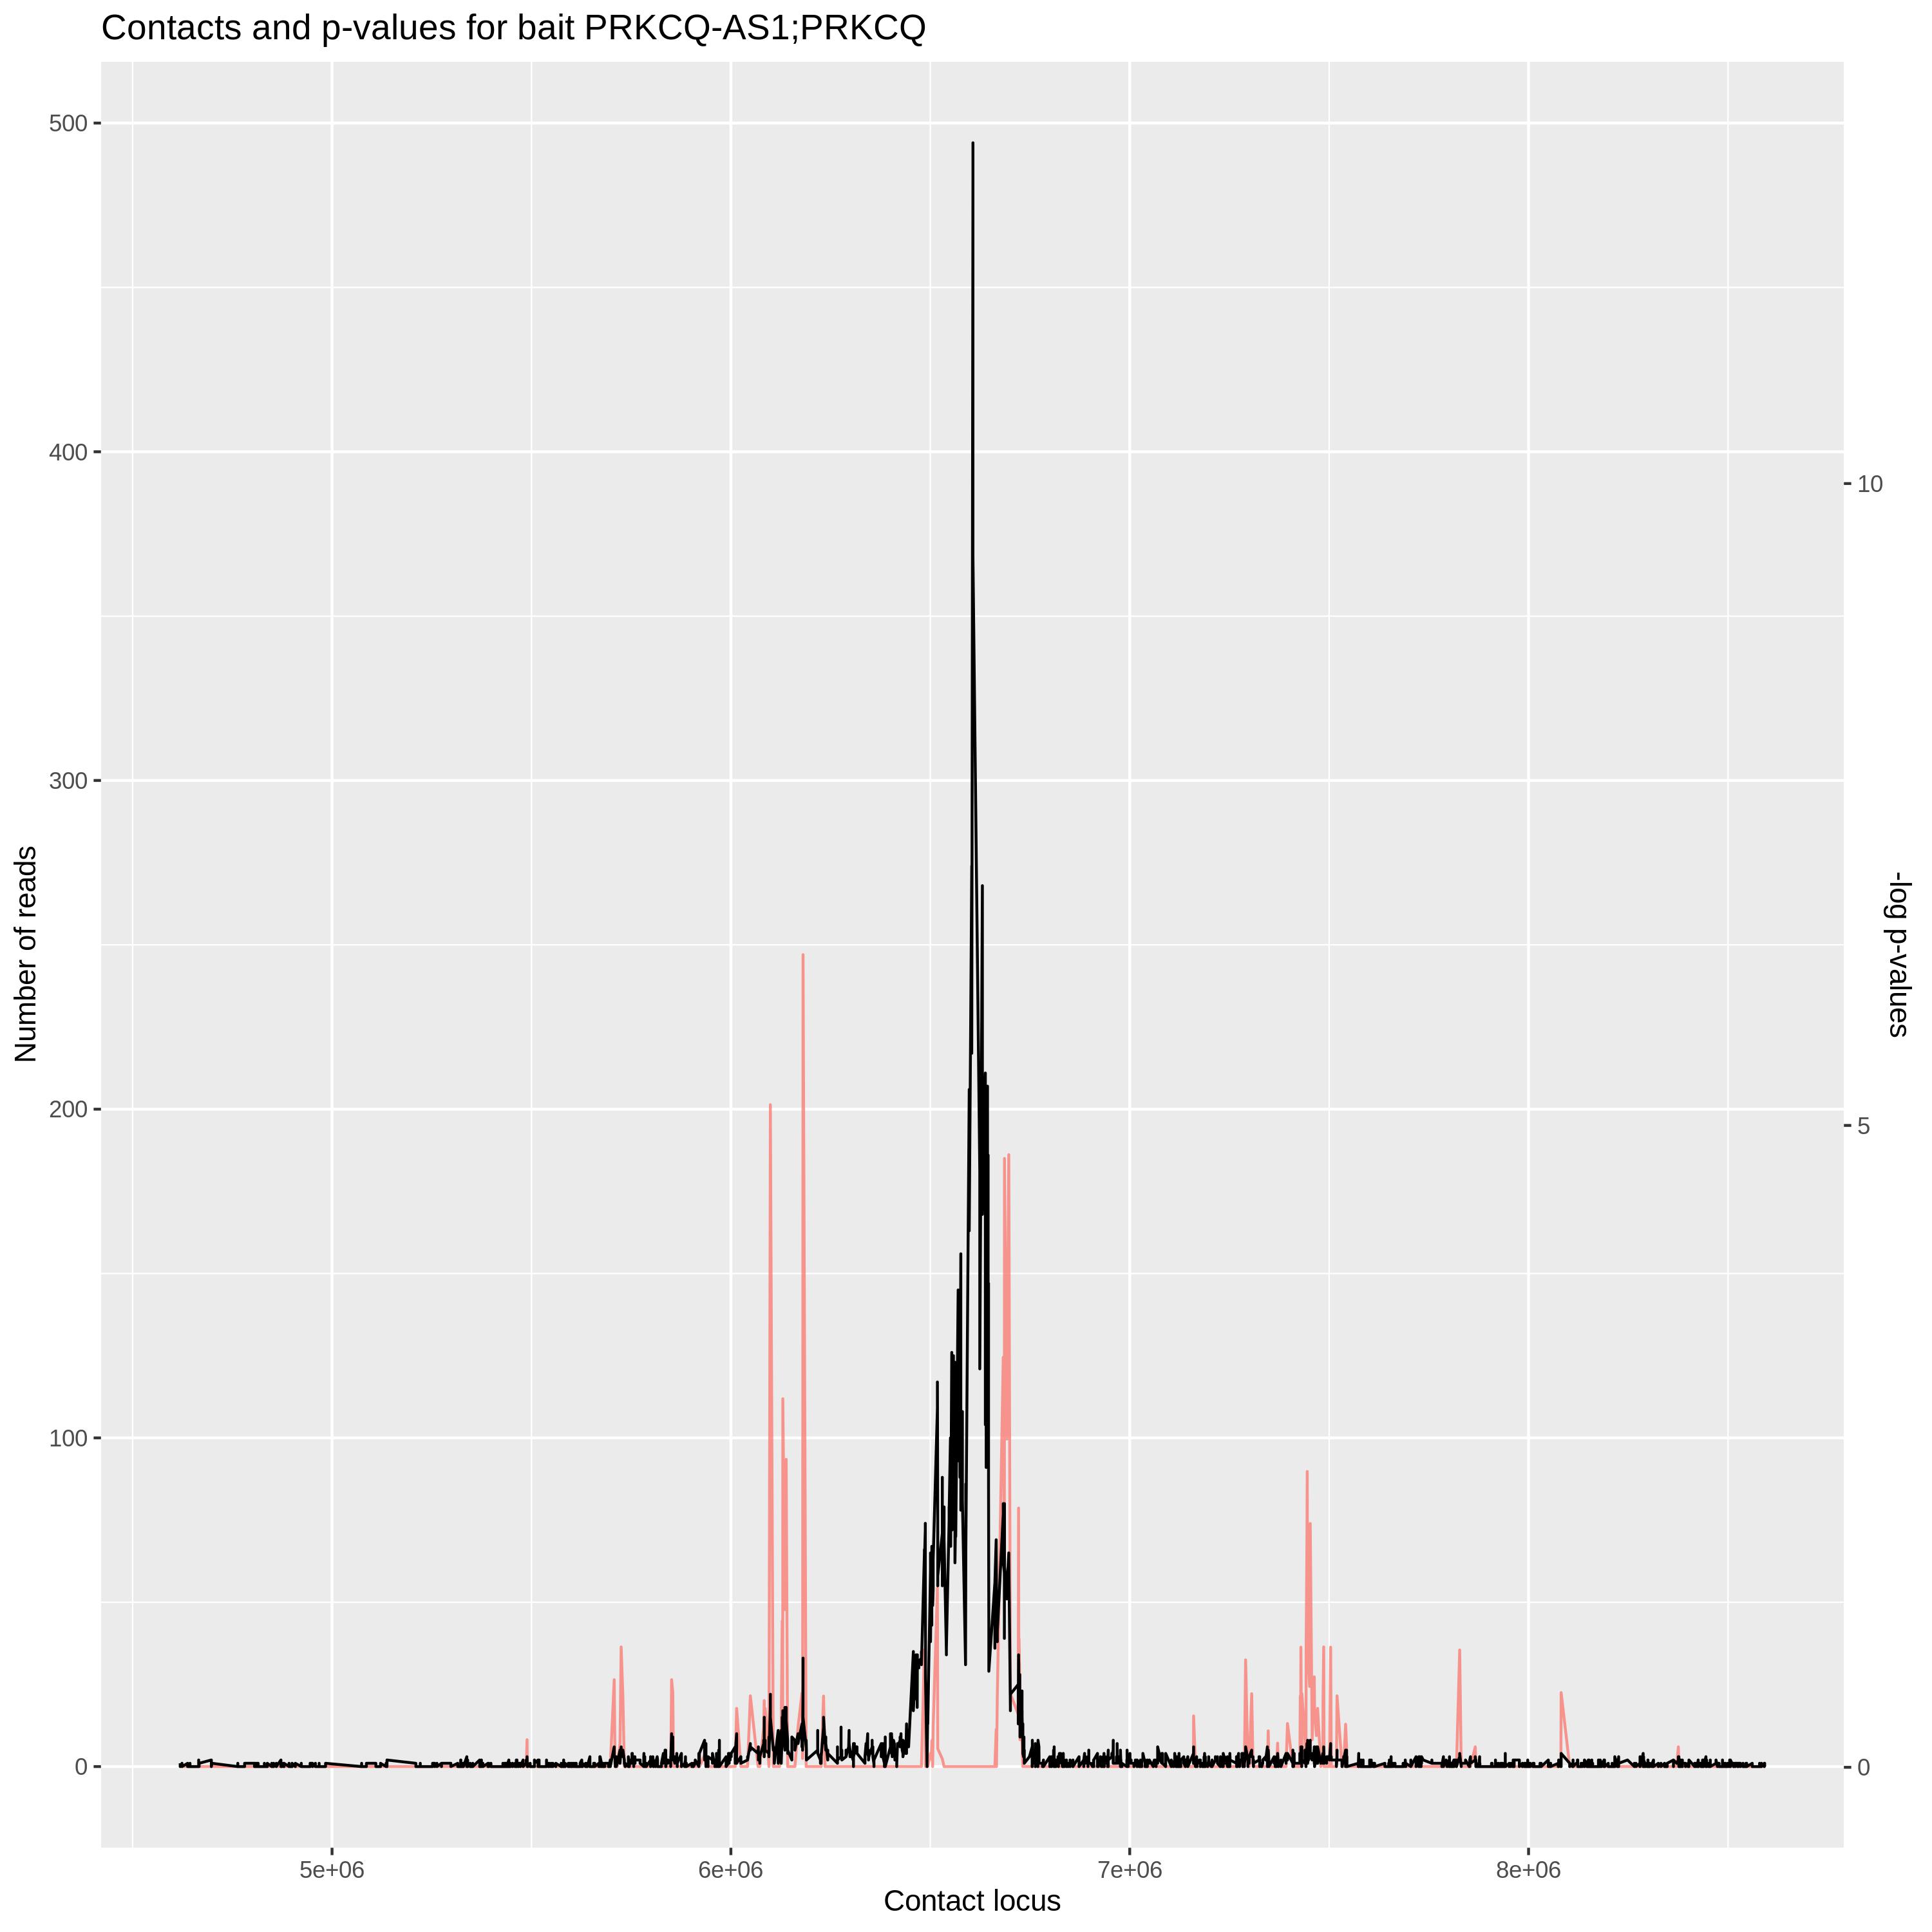 Contacts and p-values for bait PRKCQ-AS1;PRKCQ
500
400
300
200
100
0
Number of reads
10
5
0
-log p-values
5e+06
6e+06
7e+06
8e+06
Contact locus